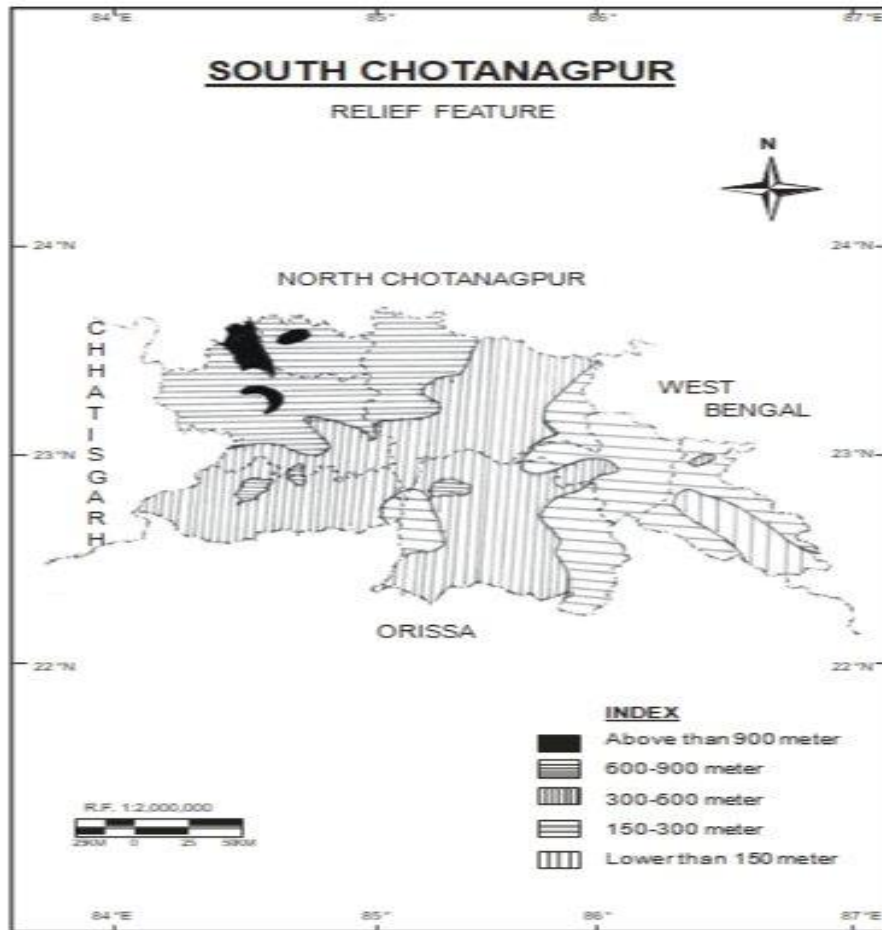 84°E 85° 86° 87°E
SOUTH CHOTANAGPUR
RELIEF FEATURE
N
24°N 24°N
NORTH CHOTANAGPUR
CHHATISGARH
WEST
BENGAL
23°N 23°N
ORISSA
22°N 22°N
INDEX
Above than 900 meter
600-900 meter
300-600 meter
150-300 meter
Lower than 150 meter
R.F. 1:2,000,000
25KM 0 25 50KM
84°E 85° 86° 87°E